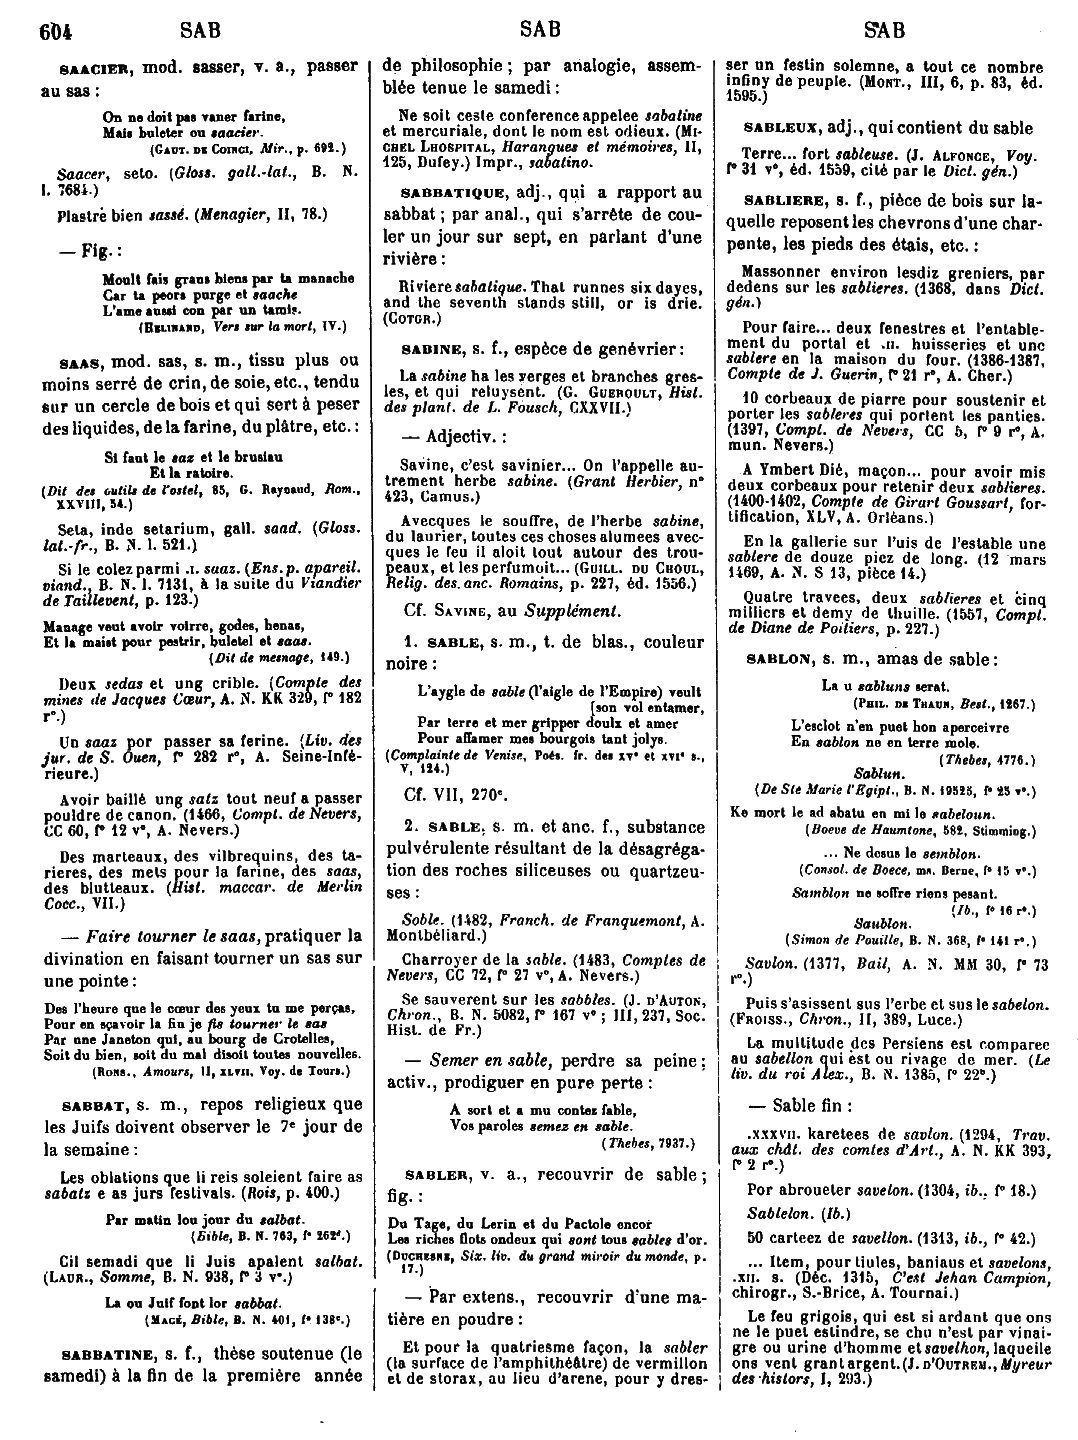 604 SAB SAB SAB
SAACIER, mod. sasser, v. a., passer
au sas :
On ne doit pas vaner farine,
Mais buleter ou saacier.
(GAUT. DE COINCI, Mir., p. 692.)
Saacer, seto. (Gloss. gall.-lat., B. N.
l. 7684.)
Plastre bien sassé. (Menagier, II, 78.)
— Fig. :
Moult fais grans biens par ta manache
Car ta peors purge et saache
L'ame aussi con par un tamis.
(HELINAND, Vers sur la mort, IV.)
SAAS, mod. sas, s. m., tissu plus ou
moins serré de crin, de soie, etc., tendu
sur un cercle de bois et qui sert à peser
des liquides, de la farine, du plâtre, etc. :
Si faut le saz et le brusiau
Et la ratoire.
(Dit des outils de l'ostel, 85, G. Raynaud, Rom.,
XXVIII, 54.)
Seta, inde setarium, gall. saad. (Gloss.
lat.-fr., B. N. l. 521.)
Si le colez parmi .I. saaz. (Ens. p. apareil.
viand., B. N. l. 7131, à la suite du Viandier
de Taillevent, p. 123.)
Manage veut avoir voirre, godes, henas,
Et la maist pour pestrir, buletel et saas.
(Dit de mesnage, 149.)
Deux sedas et ung crible. (Compte des
mines de Jacques Cœur, A. N. KK 329, f° 182
r°.)
Un saaz por passer sa ferine. (Liv. des
jur. de S. Ouen, f° 282 r°, A. Seine-Infé-
rieure.)
Avoir baillé ung satz tout neuf a passer
pouldre de canon. (1466, Compt. de Nevers,
CC 60, f° 12 v°, A. Nevers.)
Des marteaux, des vilbrequins, des ta-
rieres, des mets pour la farine, des saas,
des blutteaux. (Hist. maccar. de Merlin
Cocc., VII.)
— Faire tourner le saas, pratiquer la
divination en faisant tourner un sas sur
une pointe :
Des l'heure que le cœur des yeux tu me perças,
Pour en sçavoir la fin je fis tourner le sas
Par une Janeton qui, au bourg de Crotelles,
Soit du bien, soit du mal disoit toutes nouvelles.
(RONS., Amours, II, XLVII, Voy. de Tours.)
SABBAT, s. m., repos religieux que
les Juifs doivent observer le 7e jour de
la semaine :
Les oblations que li reis soleient faire as
sabatz e as jurs festivals. (Rois, p. 400.)
Par matin lou jour du salbat.
(Bible, B. N. 763, f° 262d.)
Cil semadi que li Juis apalent salbat.
(LAUR., Somme, B. N. 938, f° 3 v°.)
La ou Juif font lor sabbat.
(MACÉ, Bible, B. N. 401, f° 138c.)
SABBATINE, s. f., thèse soutenue (le
samedi) à la fin de la première année
de philosophie ; par analogie, assem-
blée tenue le samedi :
Ne soit ceste conference appelee sabatine
et mercuriale, dont le nom est odieux. (MI-
CHEL LHOSPITAL, Harangues et mémoires, II,
125, Dufey.) Impr., sabatino.
SABBATIQUE, adj., qui a rapport au
sabbat ; par anal., qui s'arrête de cou-
ler un jour sur sept, en parlant d'une
rivière :
Riviere sabatique. That runnes six dayes,
and the seventh stands still, or is drie.
(COTGR.)
SABINE, s. f., espèce de genévrier :
La sabine ha les verges et branches gres-
les, et qui reluysent. (G. GUEROULT, Hist.
des plant. de L. Fousch, CXXVII.)
— Adjectiv. :
Savine, c'est savinier... On l'appelle au-
trement herbe sabine. (Grant Herbier, n°
423, Camus.)
Avecques le souffre, de l'herbe sabine,
du laurier, toutes ces choses alumees avec-
ques le feu il aloit tout autour des trou-
peaux, et les perfumoit... (GUILL. DU CHOUL,
Relig. des anc. Romains, p. 227, éd. 1556.)
Cf. SAVINE, au Supplément.
1. SABLE, s. m., t. de blas., couleur
noire :
L'aygle de sable (l'aigle de l'Empire) veult
[son vol entamer,
Par terre et mer gripper doulx et amer
Pour affamer mes bourgois tant jolys.
(Complainte de Venise, Poés. fr. des XVe et XVIe s.,
V, 124.)
Cf. VII, 270c.
2. SABLE, s. m. et anc. f., substance
pulvérulente résultant de la désagréga-
tion des roches siliceuses ou quartzeu-
ses :
Soble. (1482, Franch. de Franquemont, A.
Montbéliard.)
Charroyer de la sable. (1483, Comptes de
Nevers, CC 72, f° 27 v°, A. Nevers.)
Se sauverent sur les sabbles. (J. D'AUTON,
Chron., B. N. 5082, f° 167 v° ; III, 237, Soc.
Hist. de Fr.)
— Semer en sable, perdre sa peine ;
activ., prodiguer en pure perte :
A sort et a mu contez fable,
Vos paroles semez en sable.
(Thebes, 7937.)
SABLER, v. a., recouvrir de sable ;
fig. :
Du Tage, du Lerin et du Pactole encor
Les riches flots ondeux qui sont tous sables d'or.
(DUCHESNE, Six. liv. du grand miroir du monde, p.
17.)
— Par extens., recouvrir d'une ma-
tière en poudre :
Et pour la quatriesme façon, la sabler
(la surface de l'amphithéâtre) de vermillon
et de storax, au lieu d'arene, pour y dres-
ser un festin solemne, a tout ce nombre
infiny de peuple. (MONT., III, 6, p. 83, éd.
1595.)
SABLEUX, adj., qui contient du sable
Terre... fort sableuse. (J. ALFONCE, Voy.
f° 31 v°, éd. 1559, cité par le Dict. gén.)
SABLIERE, s. f., pièce de bois sur la-
quelle reposent les chevrons d'une char-
pente, les pieds des étais, etc. :
Massonner environ lesdiz greniers, par
dedens sur les sablieres. (1368, dans Dict.
gén.)
Pour faire... deux fenestres et l'entable-
ment du portal et .II. huisseries et une
sablere en la maison du four. (1386-1387,
Compte de J. Guerin, f° 21 r°, A. Cher.)
10 corbeaux de piarre pour soustenir et
porter les sableres qui portent les panties.
(1397, Compt. de Nevers, CC 5, f° 9 r°, A.
mun. Nevers.)
A Ymbert Dié, maçon... pour avoir mis
deux corbeaux pour retenir deux sablieres.
(1400-1402, Compte de Girart Goussart, for-
tification, XLV, A. Orléans.)
En la gallerie sur l'uis de l'estable une
sablere de douze piez de long. (12 mars
1469, A. N. S 13, pièce 14.)
Quatre travees, deux sablieres et cinq
milliers et demy de thuille. (1557, Compt.
de Diane de Poitiers, p. 227.)
SABLON, s. m., amas de sable :
La u sabluns serat.
(PHIL. DE THAUN, Best., 1267.)
L'esclot n'en puet hon aperceivre
En sablon ne en terre mole.
(Thebes, 4776.)
Sablun.
(De Ste Marie l'Egipt., B. N. 19525, f° 25 v°.)
Ke mort le ad abatu en mi le sabeloun.
(Boeve de Haumtone, 582, Stimming.)
... Ne desus le semblon.
(Consol. de Boece, ms. Berne, f° 15 v°.)
Samblon ne soffre riens pesant.
(Ib., f° 16 r°.)
Saublon.
(Simon de Pouille, B. N. 368, f° 141 r°.)
Savlon. (1377, Bail, A. N. MM 30, f° 73
r°.)
Puis s'asissent sus l'erbe et sus le sabelon.
(FROISS., Chron., II, 389, Luce.)
La multitude des Persiens est comparee
au sabellon qui est ou rivage de mer. (Le
liv. du roi Alex., B. N. 1385, f° 22c.)
— Sable fin :
.XXXVII. karetees de savlon. (1294, Trav.
aux chât. des comtes d'Art., A. N. KK 393,
f° 2 r°.)
Por abroueter savelon. (1304, ib., f° 18.)
Sablelon. (Ib.)
50 carteez de savellon. (1313, ib., f° 42.)
... Item, pour tiules, baniaus et savelons,
.XII. s. (Déc. 1315, C'est Jehan Campion,
chirogr., S.-Brice, A. Tournai.)
Le feu grigois, qui est si ardant que ons
ne le puet estindre, se chu n'est par vinai-
gre ou urine d'homme et savelhon, laqueile
ons vent grant argent. (J. D'OUTREM., Myreur
des histors, I, 293.)